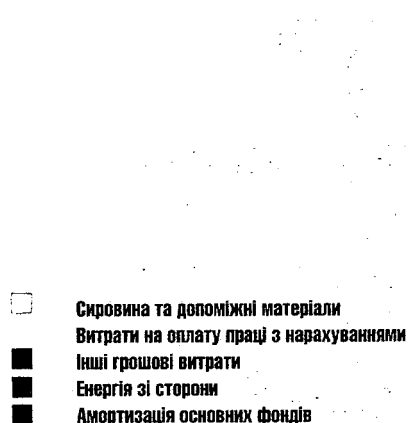 Сировина та допоміжні матеріали
Витрати на оплату праці з нарахуваннями
Інші грошові витрати
Енергія зі сторони
Амортизація основних фондів